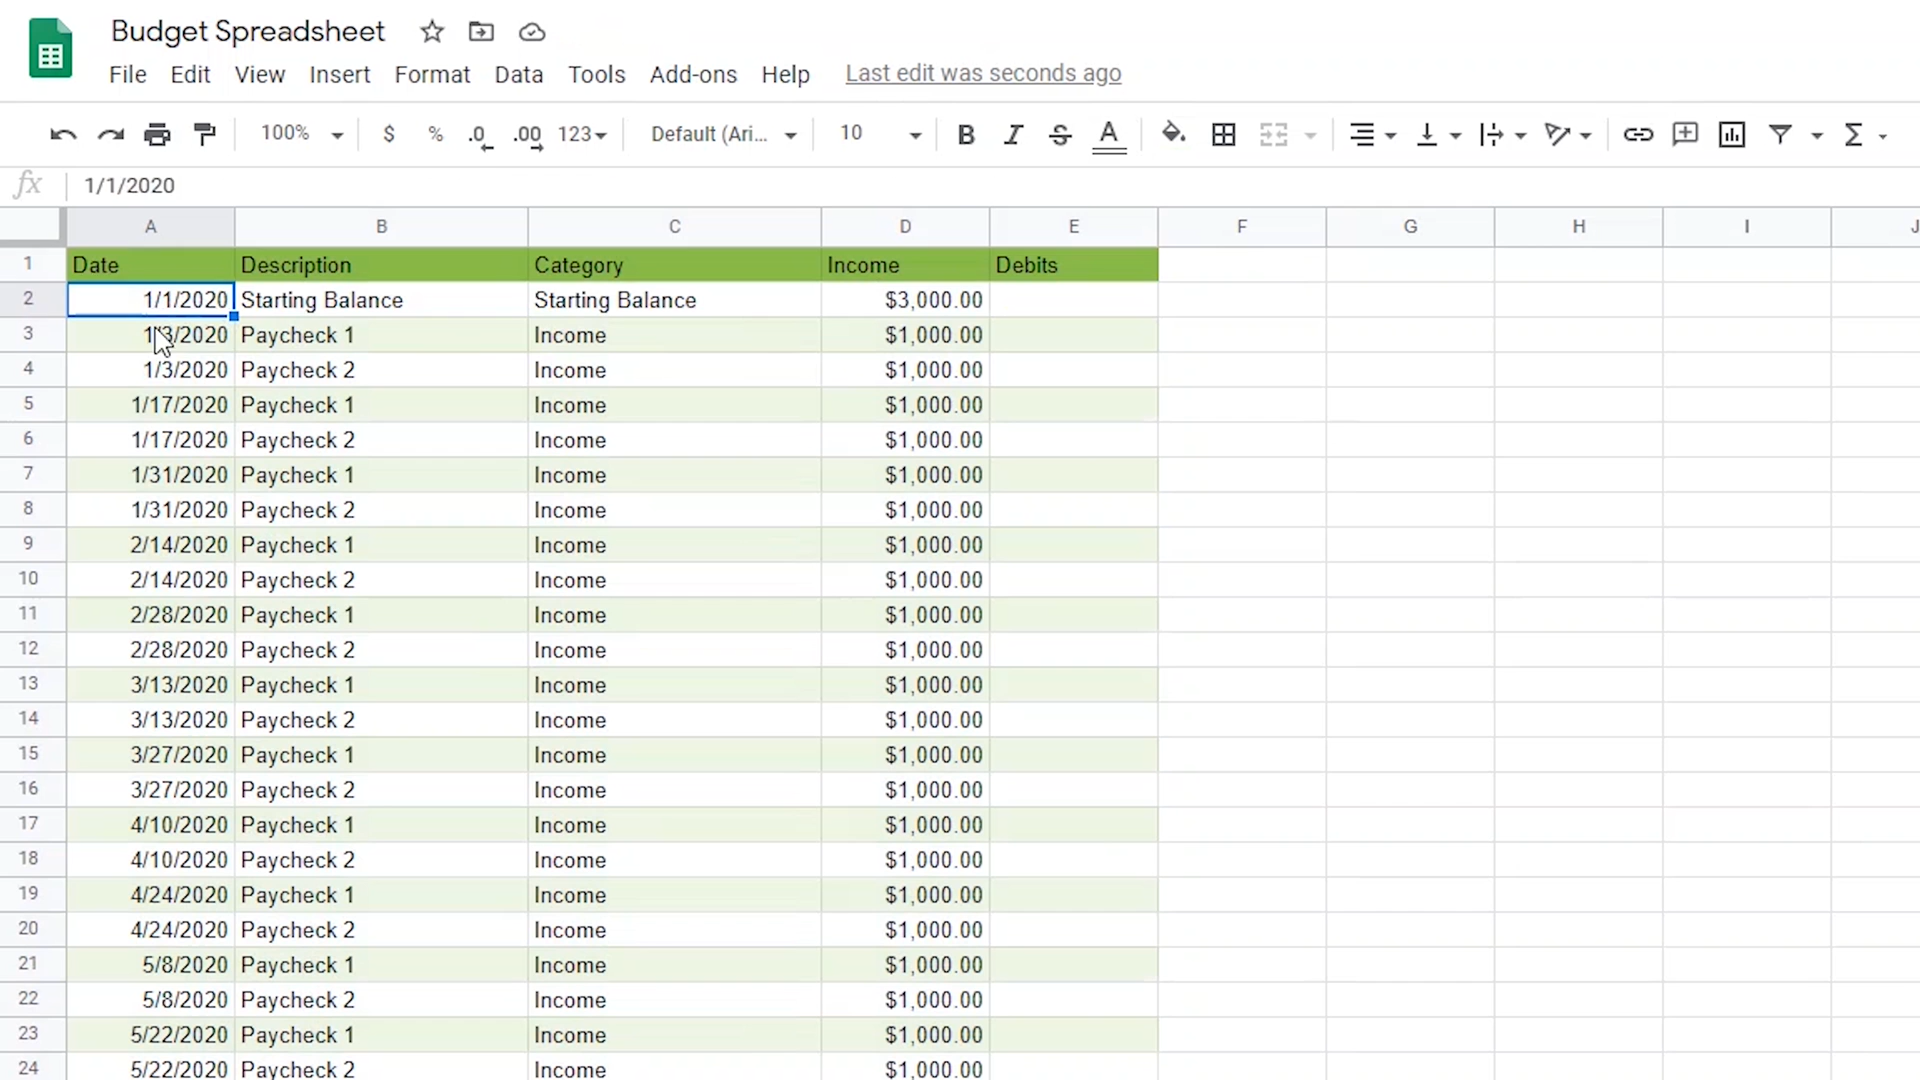 Budget Spreadsheet
File Edit View Insert Format Data Tools Add-ons Help Last edit was seconds ago
100% $ % .0 .00 123 Default (Ari... 10 B I S A Σ
fx 1/1/2020
A B C D E F G H I J
1 Date Description Category Income Debits
2 1/1/2020 Starting Balance Starting Balance $3,000.00
3 1/3/2020 Paycheck 1 Income $1,000.00
4 1/3/2020 Paycheck 2 Income $1,000.00
5 1/17/2020 Paycheck 1 Income $1,000.00
6 1/17/2020 Paycheck 2 Income $1,000.00
7 1/31/2020 Paycheck 1 Income $1,000.00
8 1/31/2020 Paycheck 2 Income $1,000.00
9 2/14/2020 Paycheck 1 Income $1,000.00
10 2/14/2020 Paycheck 2 Income $1,000.00
11 2/28/2020 Paycheck 1 Income $1,000.00
12 2/28/2020 Paycheck 2 Income $1,000.00
13 3/13/2020 Paycheck 1 Income $1,000.00
14 3/13/2020 Paycheck 2 Income $1,000.00
15 3/27/2020 Paycheck 1 Income $1,000.00
16 3/27/2020 Paycheck 2 Income $1,000.00
17 4/10/2020 Paycheck 1 Income $1,000.00
18 4/10/2020 Paycheck 2 Income $1,000.00
19 4/24/2020 Paycheck 1 Income $1,000.00
20 4/24/2020 Paycheck 2 Income $1,000.00
21 5/8/2020 Paycheck 1 Income $1,000.00
22 5/8/2020 Paycheck 2 Income $1,000.00
23 5/22/2020 Paycheck 1 Income $1,000.00
24 5/22/2020 Paycheck 2 Income $1,000.00